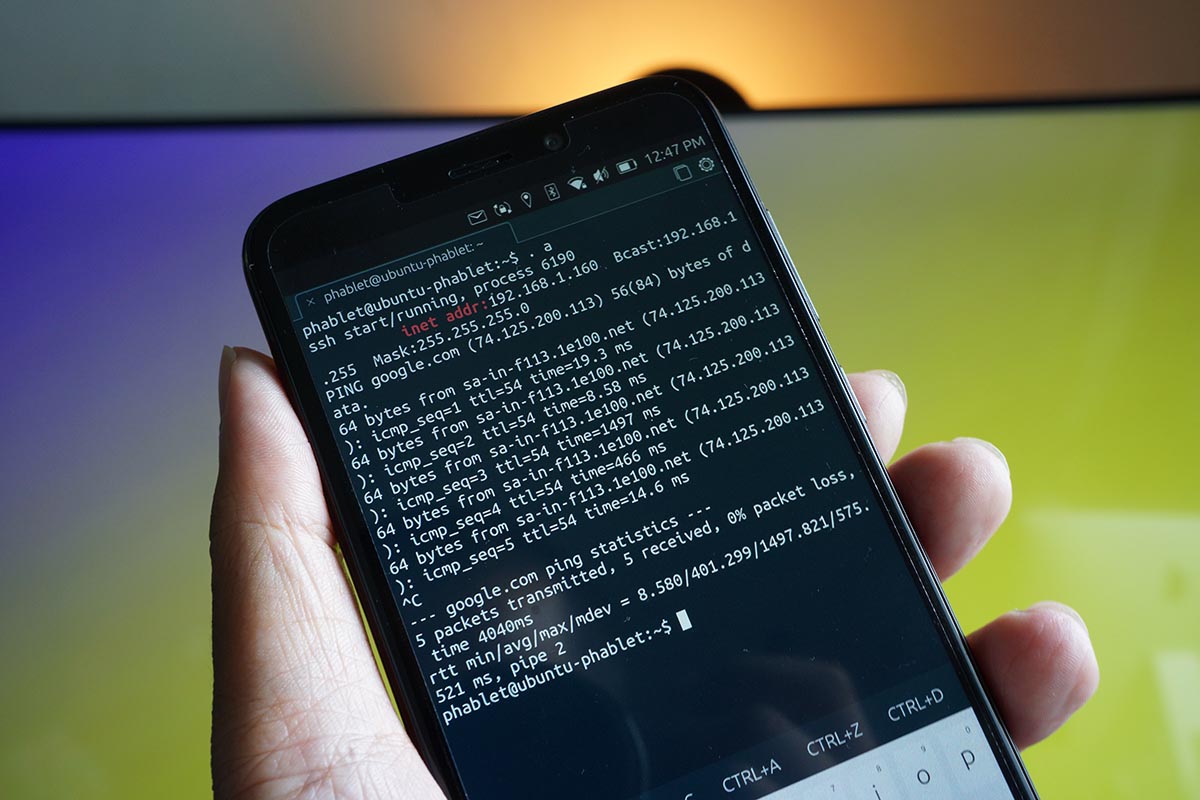 12:47 PM
× phablet@ubuntu-phablet: ~
phablet@ubuntu-phablet:~$ . a
ssh start/running, process 6190
inet addr:192.168.1.160 Bcast:192.168.1
.255 Mask:255.255.255.0
PING google.com (74.125.200.113) 56(84) bytes of d
ata.
64 bytes from sa-in-f113.1e100.net (74.125.200.113
): icmp_seq=1 ttl=54 time=19.3 ms
64 bytes from sa-in-f113.1e100.net (74.125.200.113
): icmp_seq=2 ttl=54 time=8.58 ms
64 bytes from sa-in-f113.1e100.net (74.125.200.113
): icmp_seq=3 ttl=54 time=1497 ms
64 bytes from sa-in-f113.1e100.net (74.125.200.113
): icmp_seq=4 ttl=54 time=466 ms
64 bytes from sa-in-f113.1e100.net (74.125.200.113
): icmp_seq=5 ttl=54 time=14.6 ms
^C
--- google.com ping statistics ---
5 packets transmitted, 5 received, 0% packet loss,
time 4040ms
rtt min/avg/max/mdev = 8.580/401.299/1497.821/575.
521 ms, pipe 2
phablet@ubuntu-phablet:~$
CTRL+A CTRL+Z CTRL+D
7 8 9 0
i o p